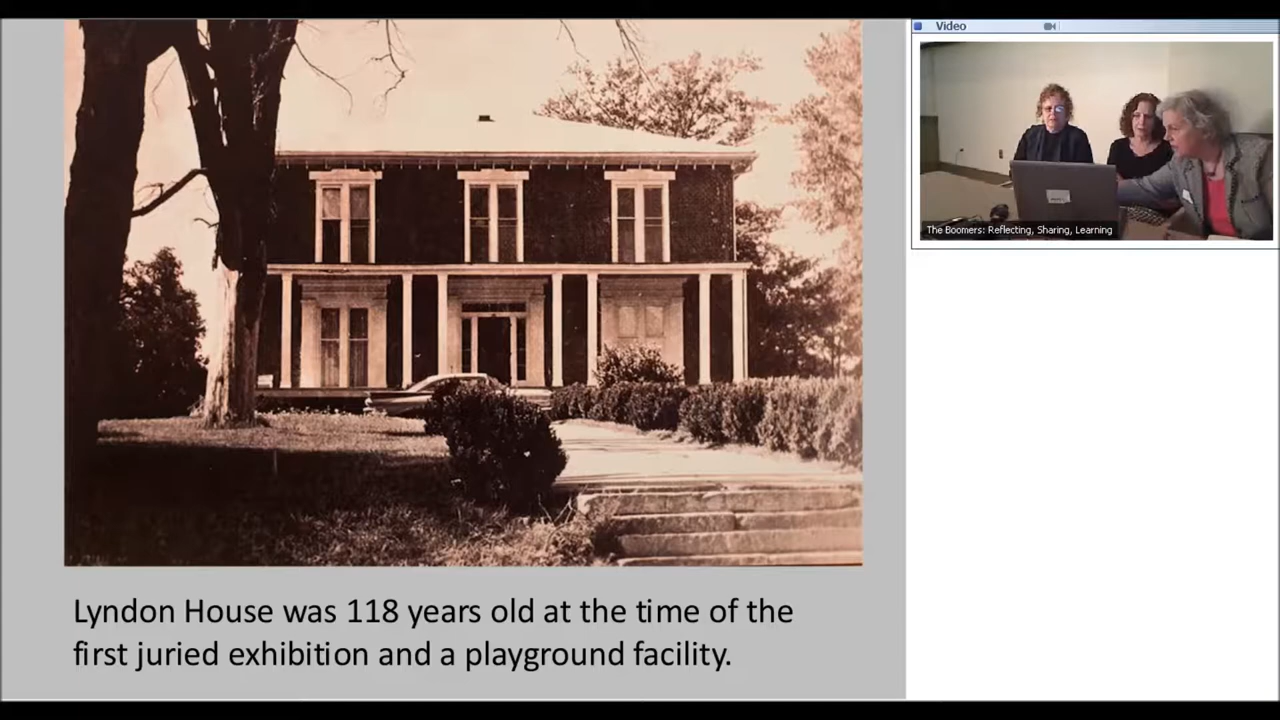 Video
The Boomers: Reflecting, Sharing, Learning
Lyndon House was 118 years old at the time of the
first juried exhibition and a playground facility.